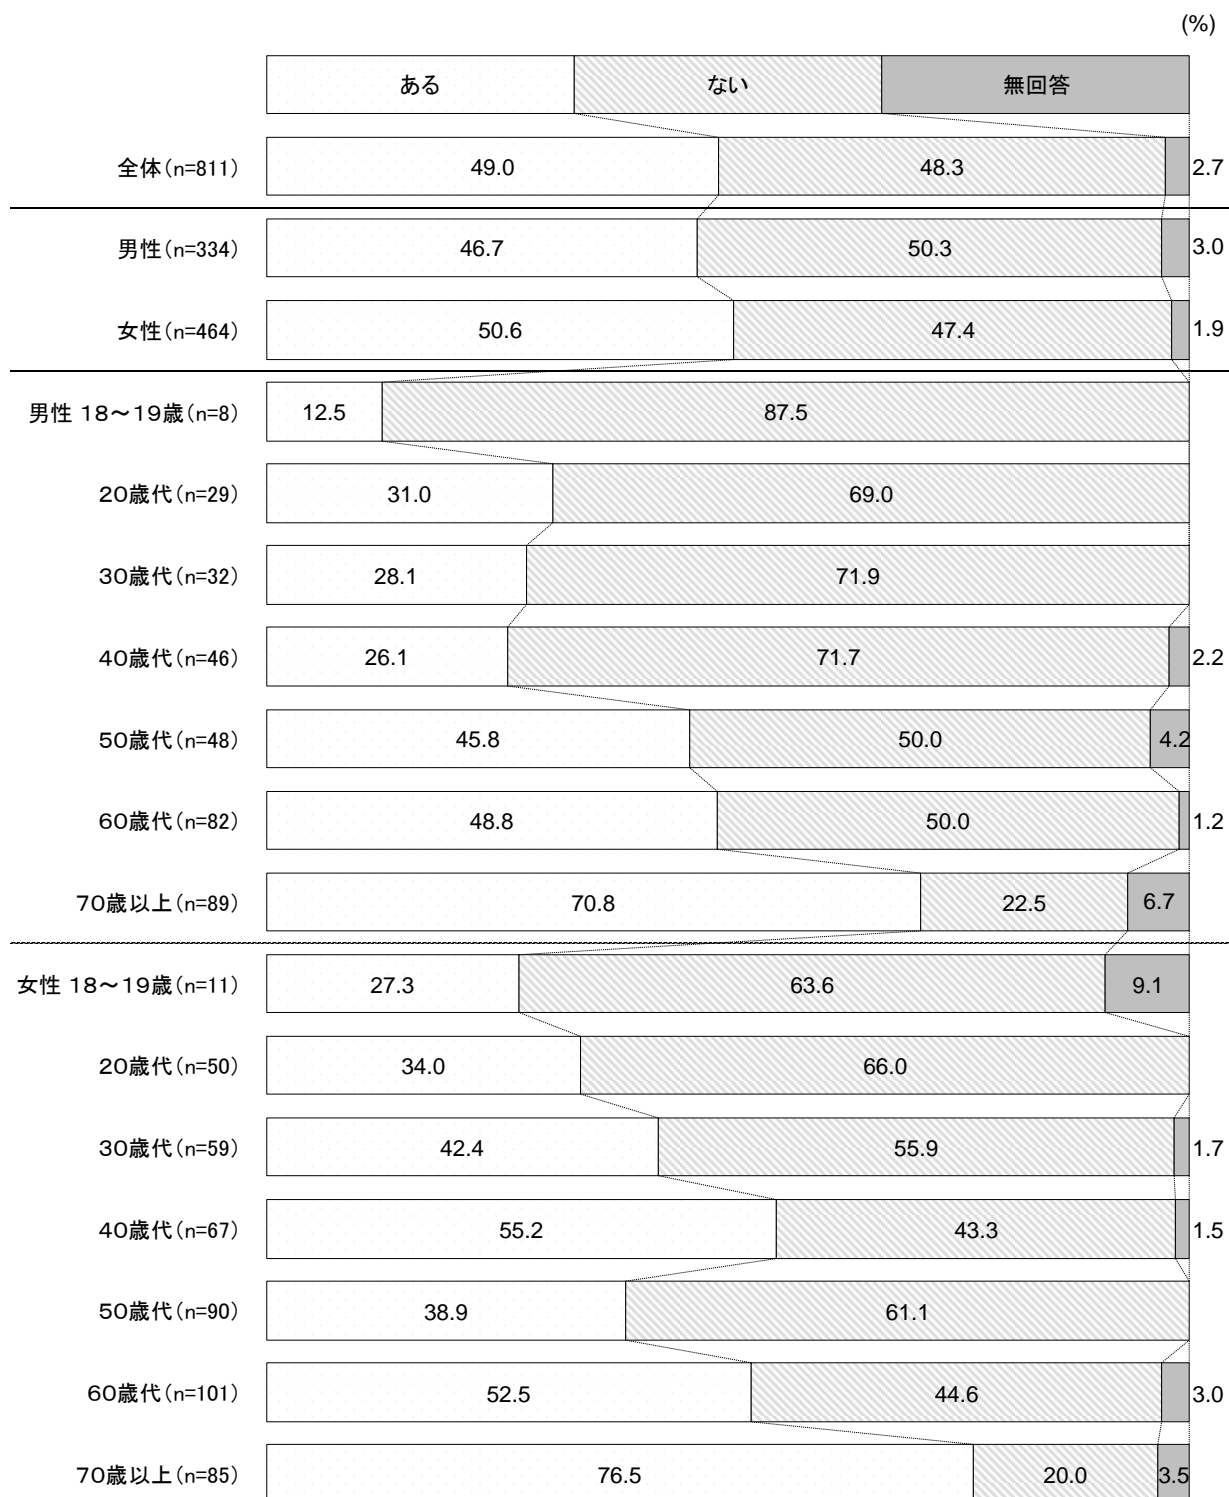 (%)
ある ない 無回答
全体(n=811) 49.0 48.3 2.7
男性(n=334) 46.7 50.3 3.0
女性(n=464) 50.6 47.4 1.9
男性 18～19歳(n=8) 12.5 87.5
20歳代(n=29) 31.0 69.0
30歳代(n=32) 28.1 71.9
40歳代(n=46) 26.1 71.7 2.2
50歳代(n=48) 45.8 50.0 4.2
60歳代(n=82) 48.8 50.0 1.2
70歳以上(n=89) 70.8 22.5 6.7
女性 18～19歳(n=11) 27.3 63.6 9.1
20歳代(n=50) 34.0 66.0
30歳代(n=59) 42.4 55.9 1.7
40歳代(n=67) 55.2 43.3 1.5
50歳代(n=90) 38.9 61.1
60歳代(n=101) 52.5 44.6 3.0
70歳以上(n=85) 76.5 20.0 3.5